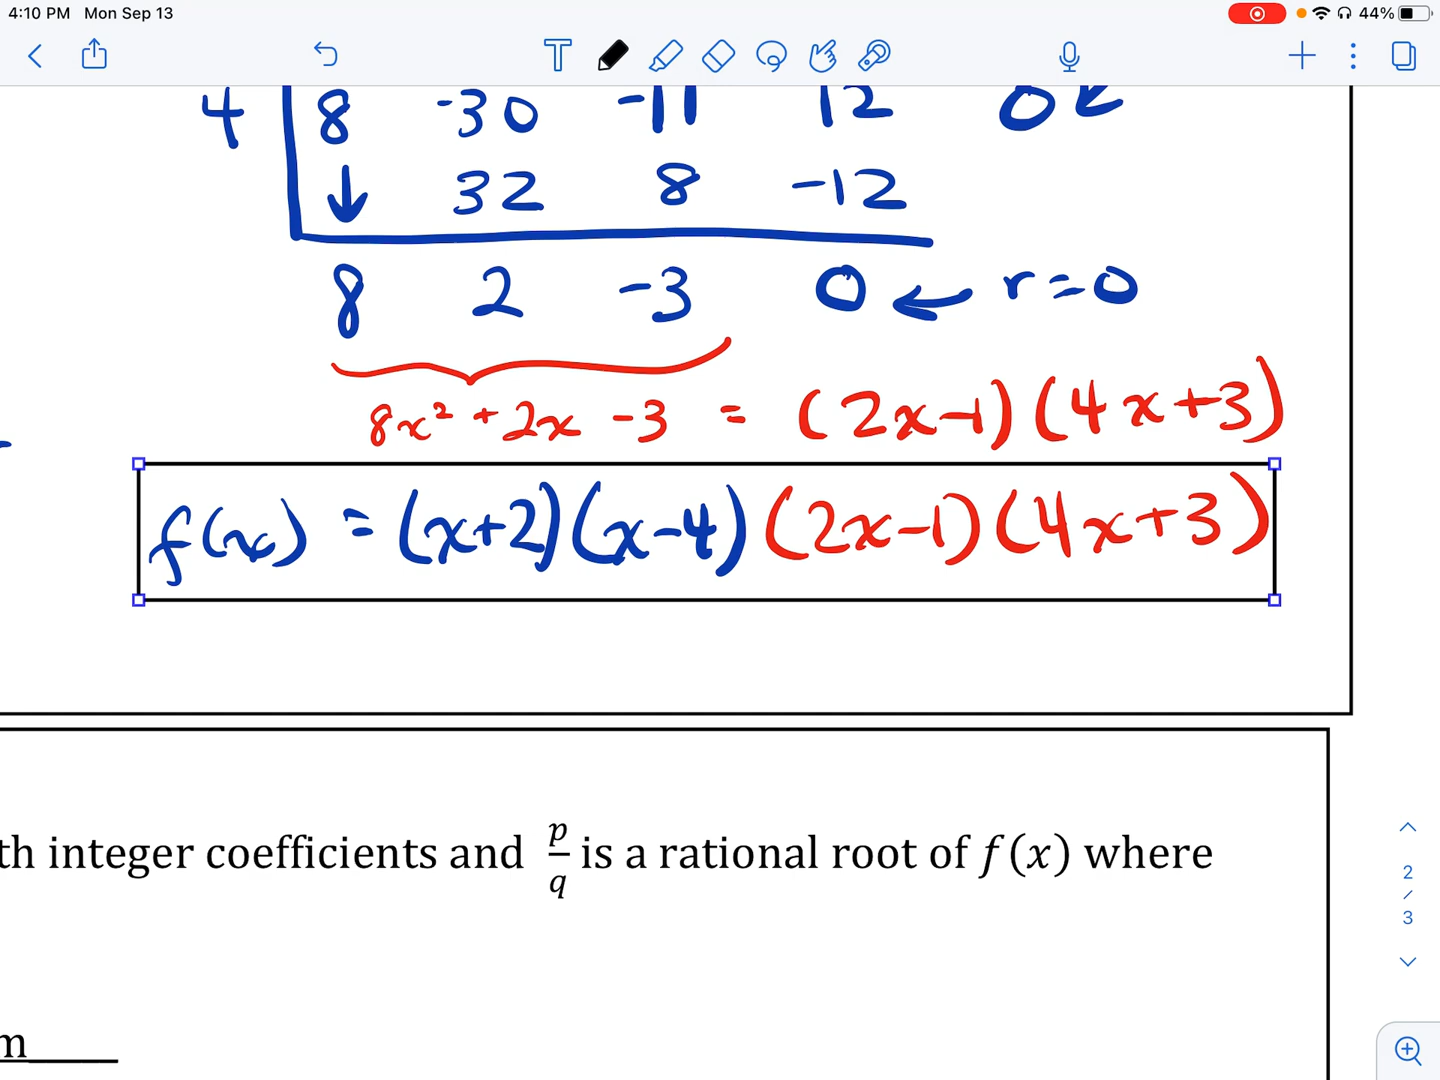 4:10 PM Mon Sep 13 44%
T
4 8 -30 -11 12 0
32 8 -12
8 2 -3 0 ← r=0
8x² + 2x - 3 = (2x-1)(4x+3)
f(x) = (x+2)(x-4)(2x-1)(4x+3)
th integer coefficients and p/q is a rational root of f(x) where
2
/
3
m